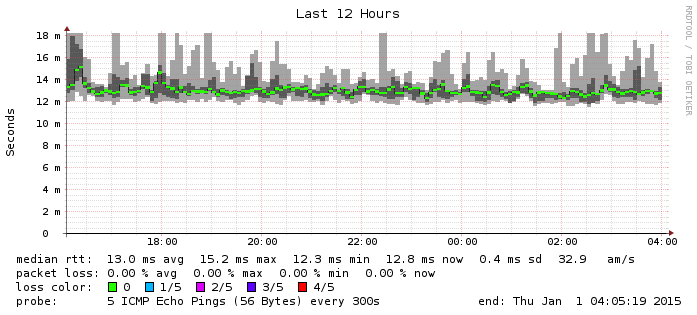 Last 12 Hours
RRDTOOL / TOBI OETIKER
Seconds
18 m
16 m
14 m
12 m
10 m
8 m
6 m
4 m
2 m
0
18:00 20:00 22:00 00:00 02:00 04:00
median rtt: 13.0 ms avg 15.2 ms max 12.3 ms min 12.8 ms now 0.4 ms sd 32.9 am/s
packet loss: 0.00 % avg 0.00 % max 0.00 % min 0.00 % now
loss color: 0 1/5 2/5 3/5 4/5
probe: 5 ICMP Echo Pings (56 Bytes) every 300s end: Thu Jan 1 04:05:19 2015